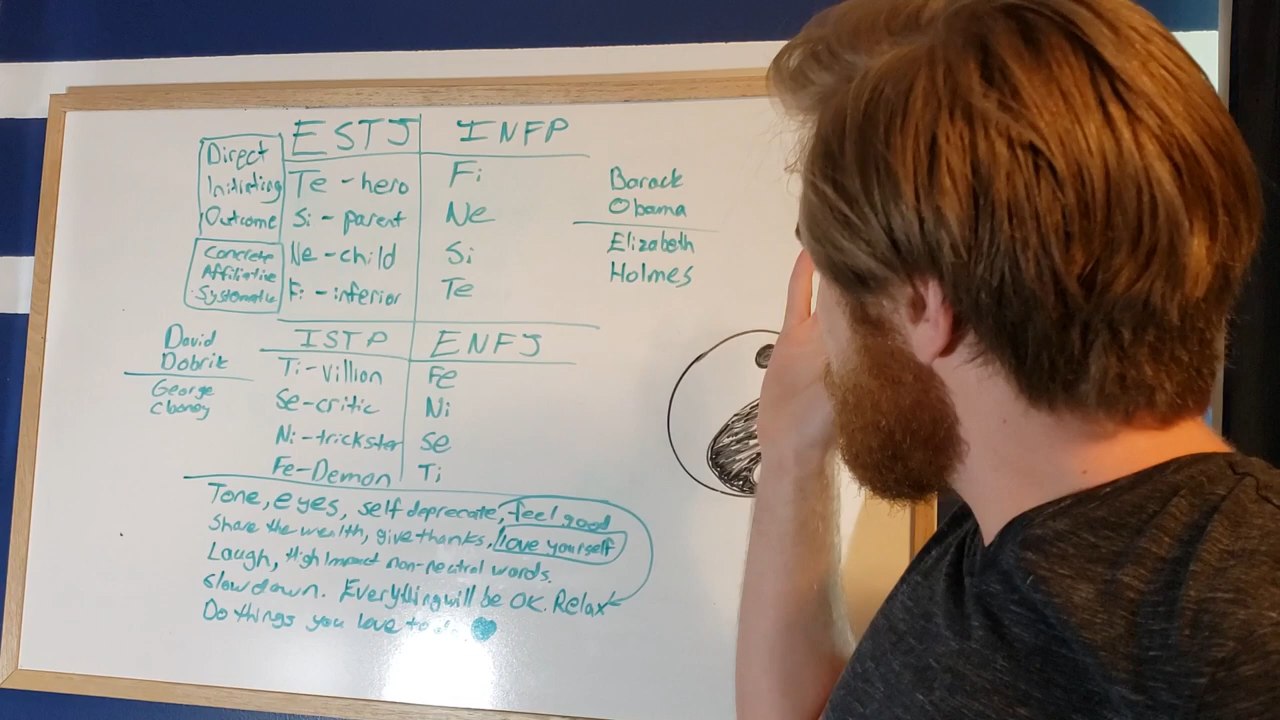 ESTJ INFP
Direct
Initiating
Outcome
Concrete
Affiliative
Systematic
Te - hero Fi
Si - parent Ne
Ne - child Si
Fi - inferior Te
Barack
Obama
Elizabeth
Holmes
ISTP ENFJ
Ti - villion Fe
Se - critic Ni
Ni - trickster Se
Fe - Demon Ti
David
Dobrik
George
Clooney
Tone, eyes, self deprecate, feel good
Share the wealth, give thanks, love yourself
Laugh, High Impact non-neutral words.
Slow down. Everything will be OK. Relax
Do things you love